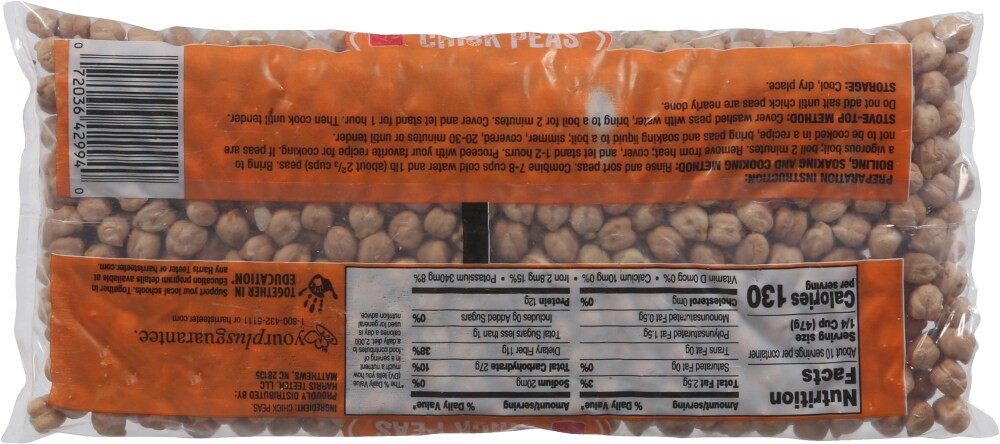 CHICK PEAS
Nutrition
Facts
About 10 servings per container
Serving size
1/4 Cup (47g)
Calories 130
per serving
Amount/serving % Daily Value*
Total Fat 2.5g 3%
Saturated Fat 0g 0%
Trans Fat 0g
Polyunsaturated Fat 1.5g
Monounsaturated Fat 0.5g
Cholesterol 0mg 0%
Amount/serving % Daily Value*
Sodium 20mg 0%
Total Carbohydrate 27g 10%
Dietary Fiber 11g 38%
Total Sugars less than 1g
Includes 0g Added Sugars 0%
Protein 12g
Vitamin D 0mcg 0% • Calcium 40mg 0% • Iron 2.8mg 15% • Potassium 340mg 8%
*The % Daily Value
(DV) tells you how
much a nutrient
in a serving of
food contributes to
a daily diet. 2,000
calories a day is
used for general
nutrition advice.
INGREDIENT: CHICK PEAS.
PROUDLY DISTRIBUTED BY:
HARRIS TEETER, LLC
MATTHEWS, NC 28105
yourplusguarantee.
1-800-432-6111 or harristeeter.com
TOGETHER IN
EDUCATION
Support your local schools. Together in
Education® program details available at
any Harris Teeter or harristeeter.com.
PREPARATION INSTRUCTION:
BOILING, SOAKING AND COOKING METHOD: Rinse and sort peas. Combine 7-8 cups cold water and 1lb (about 2⅓ cups) peas. Bring to
a vigorous boil; boil 2 minutes. Remove from heat; cover, and let stand 1-2 hours. Proceed with your favorite recipe for cooking. If peas are
not to be cooked in a recipe, bring peas and soaking liquid to a boil; simmer, covered, 20-30 minutes or until tender.
STOVE-TOP METHOD: Cover washed peas with water, bring to a boil for 2 minutes. Cover and let stand for 1 hour. Then cook until tender.
Do not add salt until chick peas are nearly done.
STORAGE: Cool, dry place.
0 72036 42994 0
CHICK PEAS